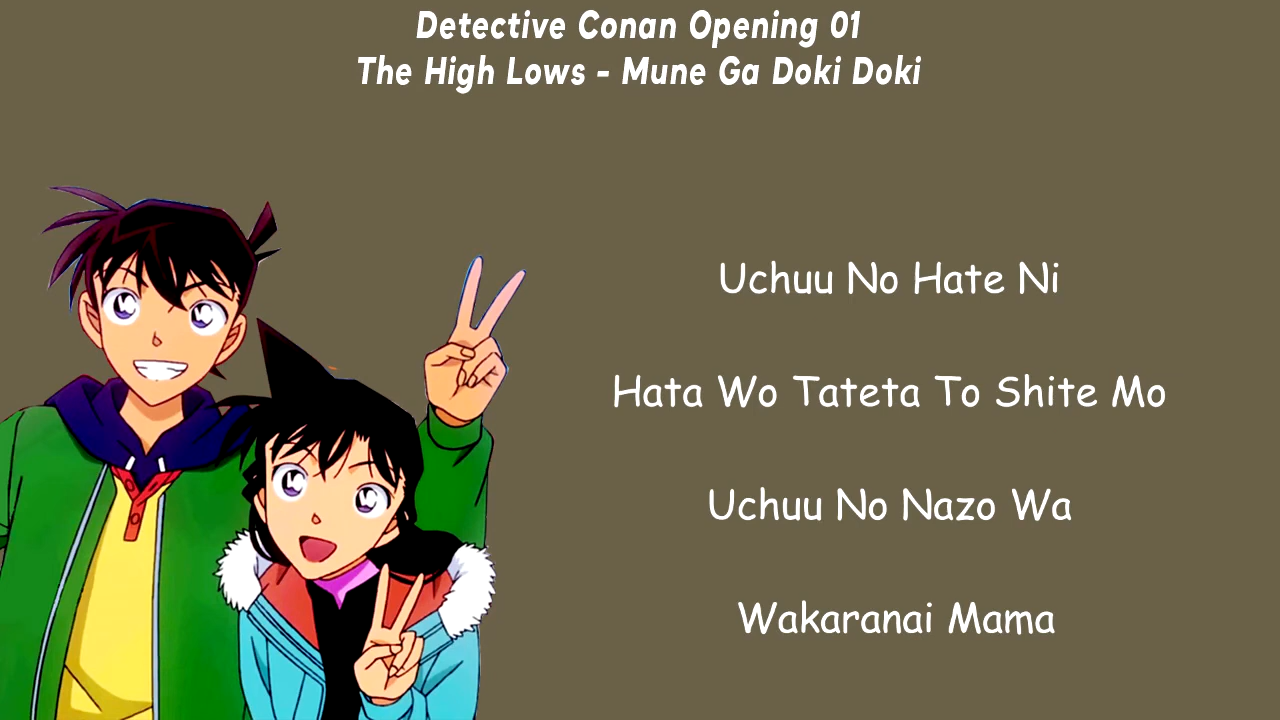 Detective Conan Opening 01
The High Lows - Mune Ga Doki Doki
Uchuu No Hate Ni
Hata Wo Tateta To Shite Mo
Uchuu No Nazo Wa
Wakaranai Mama